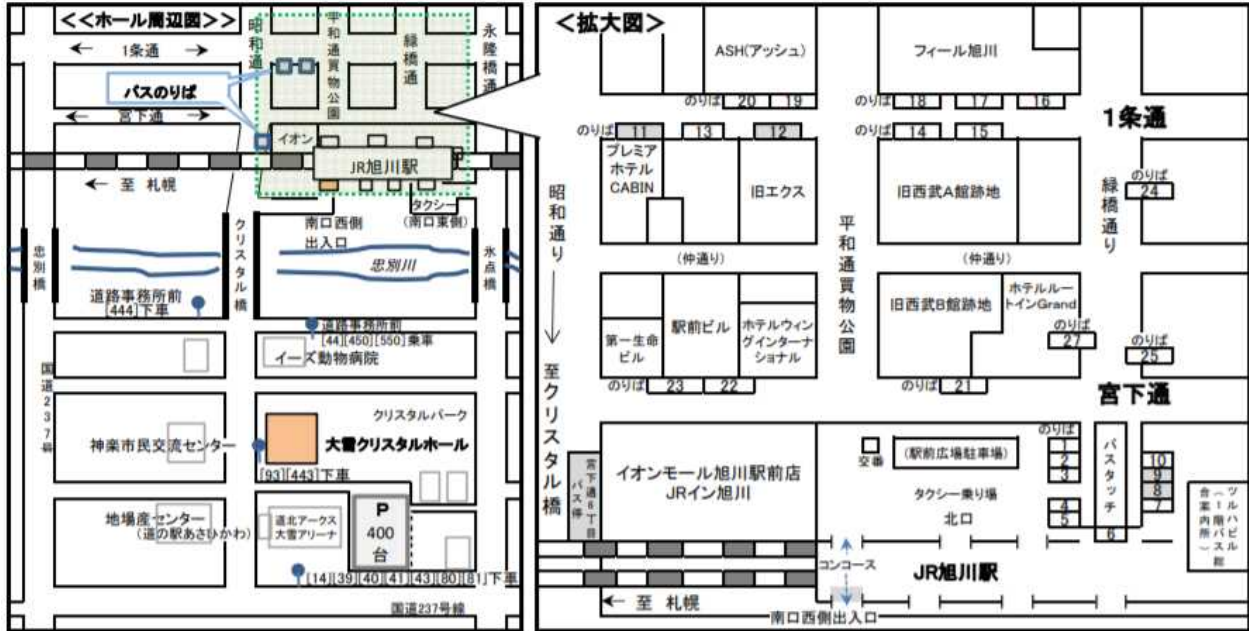 <<ホール周辺図>>
昭和通
平和通買物公園
緑橋通
永隆橋通
← 1条通 →
バスのりば
← 宮下通 →
イオン
JR旭川駅
← 至 札幌
タクシー
(南口東側)
南口西側
出入口
クリスタル橋
忠別橋
忠別川
氷点橋
道路事務所前
[444]下車
道路事務所前
[44][450][550]乗車
イーズ動物病院
国道237号
クリスタルパーク
神楽市民交流センター
大雪クリスタルホール
[93][443]下車
地場産センター
(道の駅あさひかわ)
道北アークス
大雪アリーナ
P
400
台
[14][39][40][41][43][80][81]下車
国道237号線
<拡大図>
ASH(アッシュ)
フィール旭川
のりば 20 19
のりば 18 17 16
のりば 11 13 12
のりば 14 15
1条通
プレミア
ホテル
CABIN
旧エクス
旧西武A館跡地
緑橋通り
のりば
24
昭和通り
(仲通り)
平和通買物公園
(仲通り)
第一生命
ビル
駅前ビル
ホテルウィン
グインターナ
ショナル
旧西武B館跡地
ホテルルー
トインGrand
のりば
27
のりば
25
のりば 23 22
のりば 21
宮下通
至クリスタル橋
宮下通6丁目
バス停
イオンモール旭川駅前店
JRイン旭川
交番
(駅前広場駐車場)
タクシー乗り場
北口
のりば
1
2
3
4
5
バスタッチ
6
10
9
8
7
ツルハビル
(1階バス総
合案内所)
コンコース
JR旭川駅
← 至 札幌
南口西側出入口